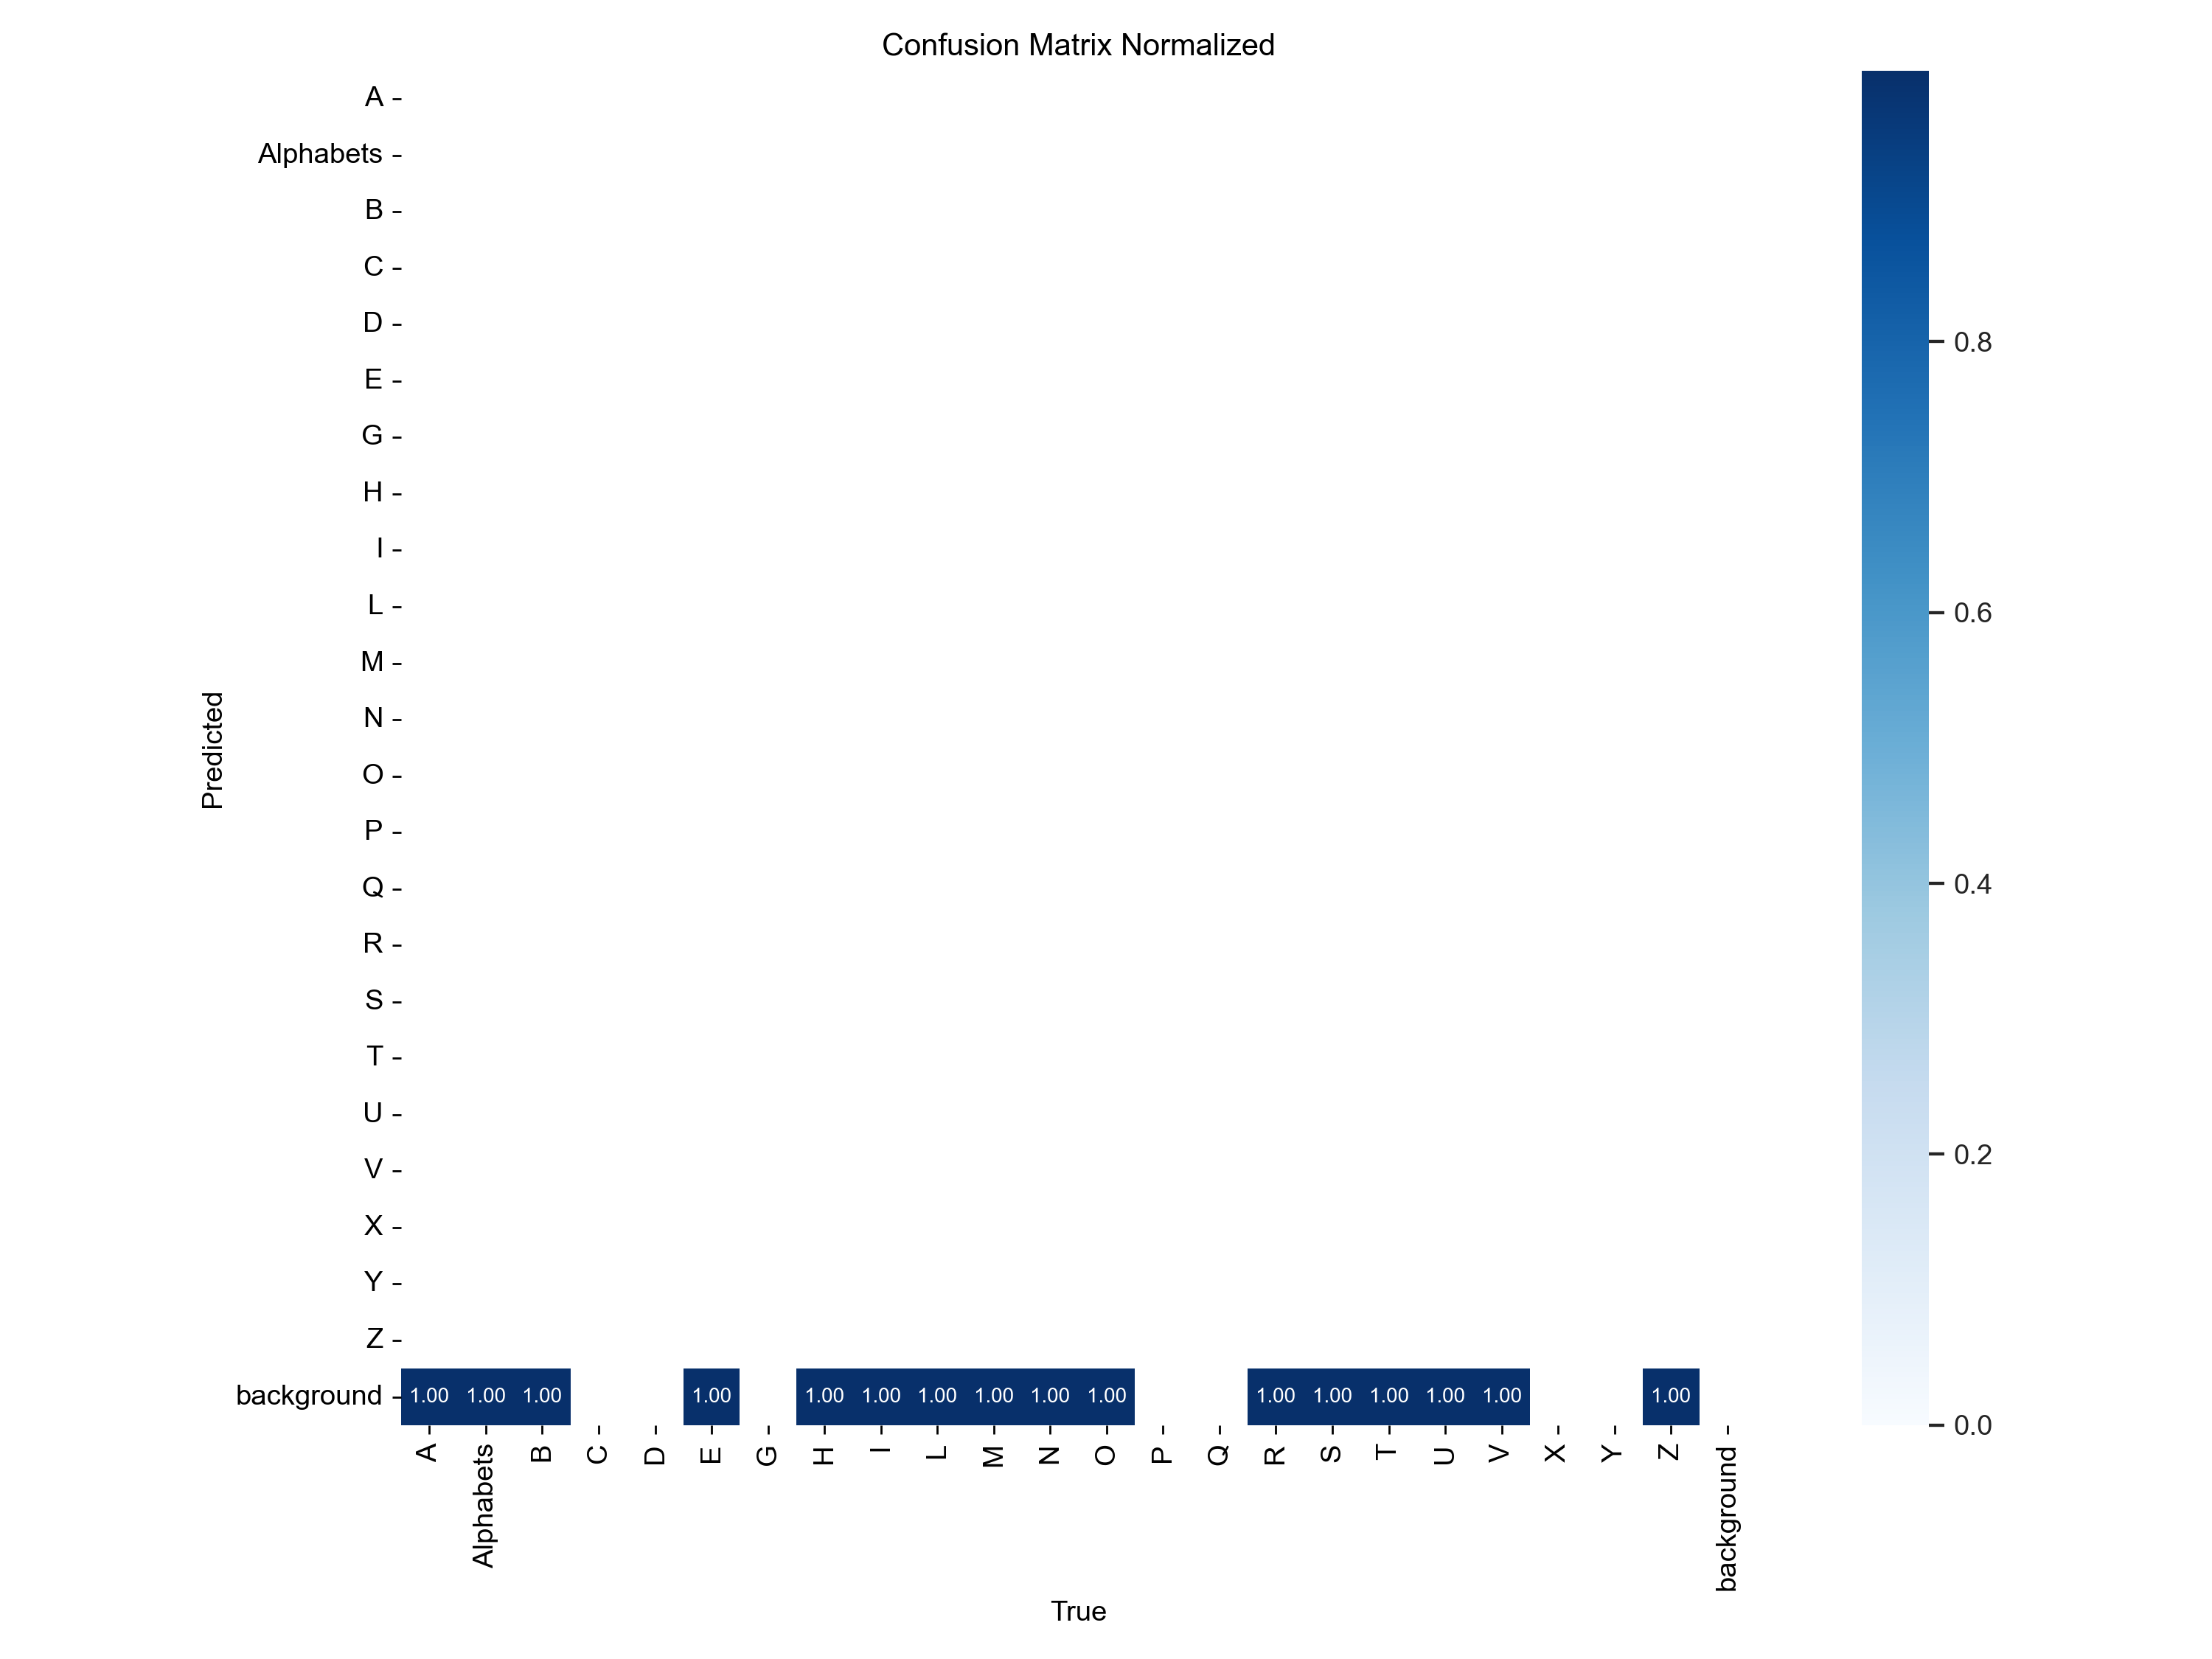 Confusion Matrix Normalized
A
Alphabets
B
C
D
E
G
H
I
L
M
N
O
P
Q
R
S
T
U
V
X
Y
Z
background
Predicted
1.00 1.00 1.00 1.00 1.00 1.00 1.00 1.00 1.00 1.00 1.00 1.00 1.00 1.00 1.00 1.00
A Alphabets B C D E G H I L M N O P Q R S T U V X Y Z background
True
0.8
0.6
0.4
0.2
0.0